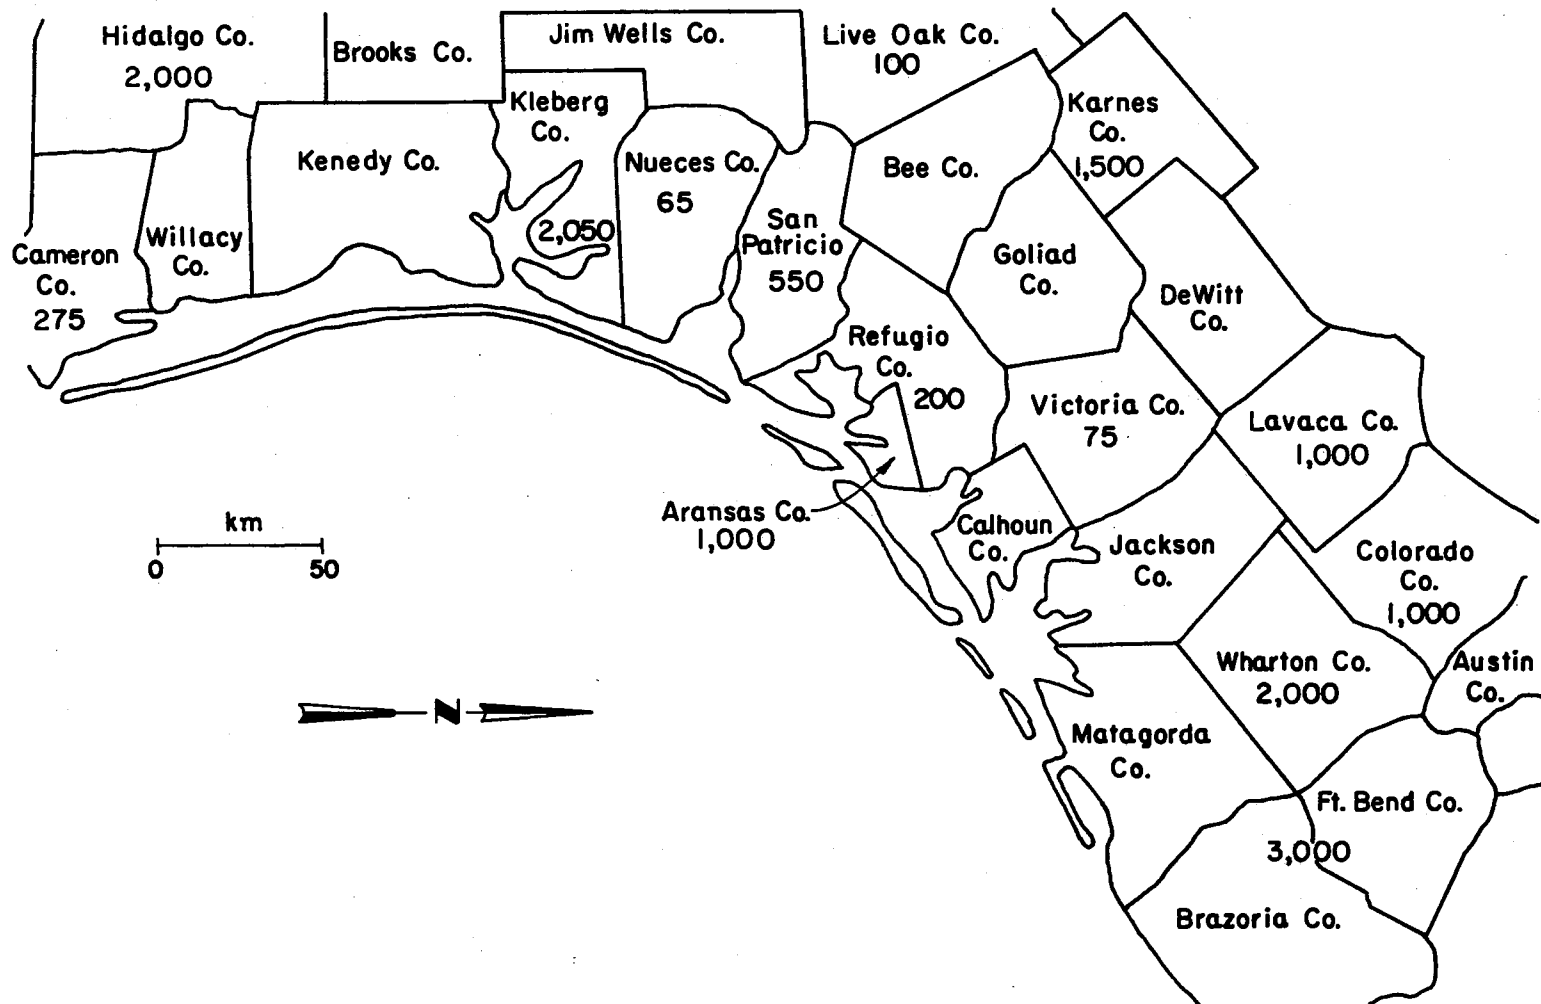 Hidalgo Co.
2,000
Brooks Co.
Jim Wells Co.
Live Oak Co.
100
Karnes
Co.
1,500
Kleberg
Co.
2,050
Kenedy Co.
Nueces Co.
65
Bee Co.
San
Patricio
550
Goliad
Co.
DeWitt
Co.
Willacy
Co.
Cameron
Co.
275
Refugio
Co.
200
Victoria Co.
75
Lavaca Co.
1,000
Aransas Co.
1,000
Calhoun
Co.
Jackson
Co.
Colorado
Co.
1,000
km
0 50
Wharton Co.
2,000
Austin
Co.
N
Matagorda
Co.
Ft. Bend Co.
3,000
Brazoria Co.